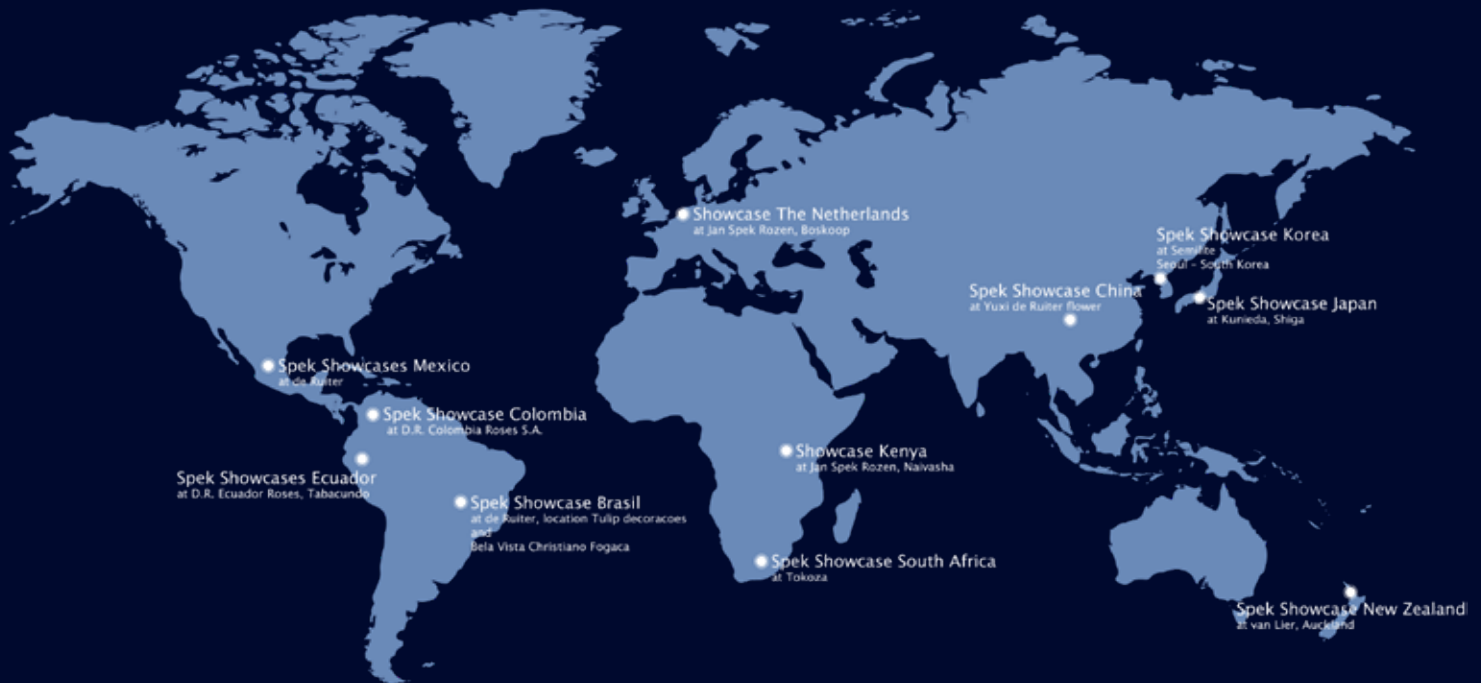 Showcase The Netherlands
at Jan Spek Rozen, Boskoop
Spek Showcase Korea
at Semilite
Seoul - South Korea
Spek Showcase China
at Yuxi de Ruiter flower
Spek Showcase Japan
at Kunieda, Shiga
Spek Showcases Mexico
at de Ruiter
Spek Showcase Colombia
at D.R. Colombia Roses S.A.
Showcase Kenya
at Jan Spek Rozen, Naivasha
Spek Showcases Ecuador
at D.R. Ecuador Roses, Tabacundo
Spek Showcase Brasil
at de Ruiter, location Tulip decoracoes
and
Bela Vista Christiano Fogaca
Spek Showcase South Africa
at Tokoza
Spek Showcase New Zealand
at van Lier, Auckland